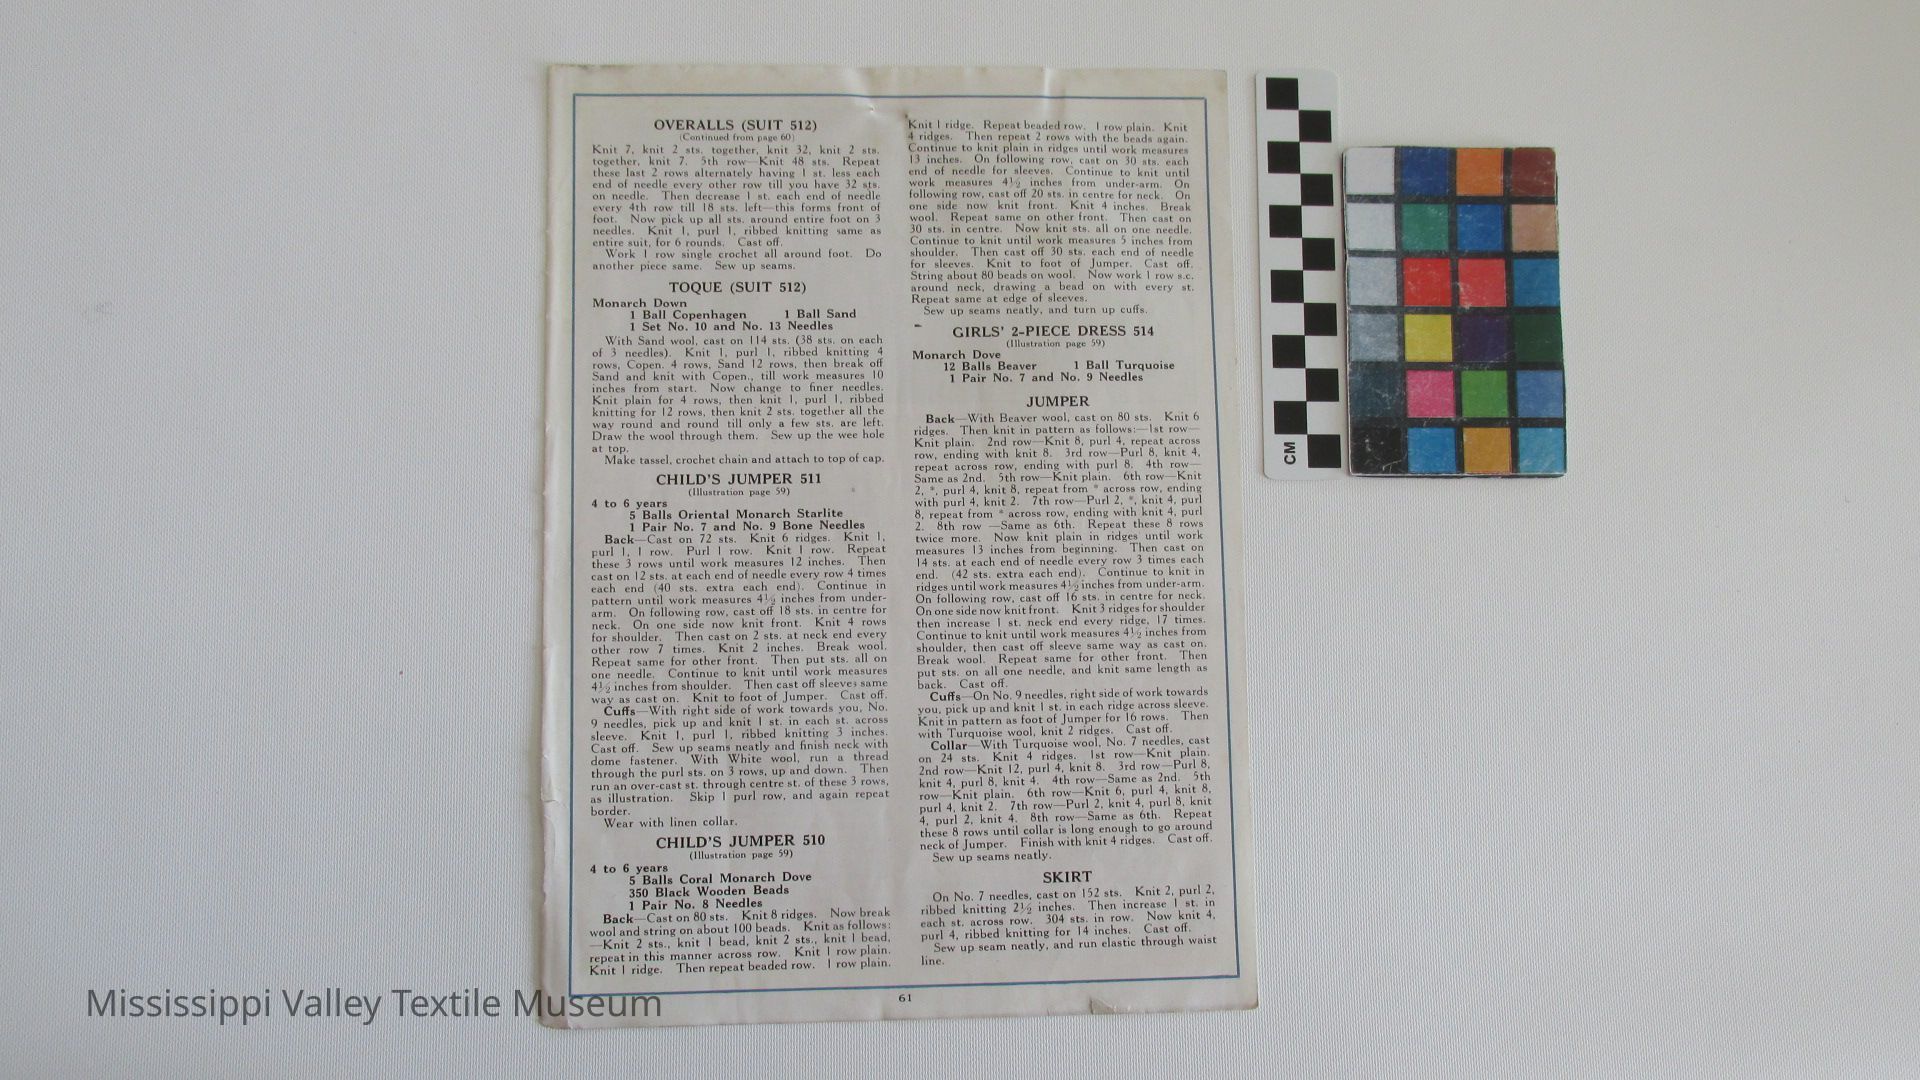 OVERALLS (SUIT 512)
(Continued from page 60)
Knit 7, knit 2 sts. together, knit 32, knit 2 sts.
together, knit 7. 5th row—Knit 48 sts. Repeat
these last 2 rows alternately having 1 st. less each
end of needle every other row till you have 32 sts.
on needle. Then decrease 1 st. each end of needle
every 4th row till 18 sts. left—this forms front of
foot. Now pick up all sts. around entire foot on 3
needles. Knit 1, purl 1, ribbed knitting same as
entire suit, for 6 rounds. Cast off.
Work 1 row single crochet all around foot. Do
another piece same. Sew up seams.
TOQUE (SUIT 512)
Monarch Down
1 Ball Copenhagen 1 Ball Sand
1 Set No. 10 and No. 13 Needles
With Sand wool, cast on 114 sts. (38 sts. on each
of 3 needles). Knit 1, purl 1, ribbed knitting 4
rows, Copen. 4 rows, Sand 12 rows, then break off
Sand and knit with Copen., till work measures 10
inches from start. Now change to finer needles.
Knit plain for 4 rows, then knit 1, purl 1, ribbed
knitting for 12 rows, then knit 2 sts. together all the
way round and round till only a few sts. are left.
Draw the wool through them. Sew up the wee hole
at top.
Make tassel, crochet chain and attach to top of cap.
CHILD'S JUMPER 511
(Illustration page 59)
4 to 6 years
5 Balls Oriental Monarch Starlite
1 Pair No. 7 and No. 9 Bone Needles
Back—Cast on 72 sts. Knit 6 ridges. Knit 1,
purl 1, 1 row. Purl 1 row. Knit 1 row. Repeat
these 3 rows until work measures 12 inches. Then
cast on 12 sts. at each end of needle every row 4 times
each end (40 sts. extra each end). Continue in
pattern until work measures 4½ inches from under-
arm. On following row, cast off 18 sts. in centre for
neck. On one side now knit front. Knit 4 rows
for shoulder. Then cast on 2 sts. at neck end every
other row 7 times. Knit 2 inches. Break wool.
Repeat same for other front. Then put sts. all on
one needle. Continue to knit until work measures
4½ inches from shoulder. Then cast off sleeves same
way as cast on. Knit to foot of Jumper. Cast off.
Cuffs—With right side of work towards you, No.
9 needles, pick up and knit 1 st. in each st. across
sleeve. Knit 1, purl 1, ribbed knitting 3 inches.
Cast off. Sew up seams neatly and finish neck with
dome fastener. With White wool, run a thread
through the purl sts. on 3 rows, up and down. Then
run an over-cast st. through centre st. of these 3 rows,
as illustration. Skip 1 purl row, and again repeat
border.
Wear with linen collar.
CHILD'S JUMPER 510
(Illustration page 59)
4 to 6 years
5 Balls Coral Monarch Dove
350 Black Wooden Beads
1 Pair No. 8 Needles
Back—Cast on 80 sts. Knit 8 ridges. Now break
wool and string on about 100 beads. Knit as follows:
—Knit 2 sts., knit 1 bead, knit 2 sts., knit 1 bead,
repeat in this manner across row. Knit 1 row plain.
Knit 1 ridge. Then repeat beaded row. 1 row plain.
Knit 1 ridge. Repeat beaded row. 1 row plain. Knit
4 ridges. Then repeat 2 rows with the beads again.
Continue to knit plain in ridges until work measures
13 inches. On following row, cast on 30 sts. each
end of needle for sleeves. Continue to knit until
work measures 4½ inches from under-arm. On
following row, cast off 20 sts. in centre for neck. On
one side now knit front. Knit 4 inches. Break
wool. Repeat same on other front. Then cast on
30 sts. in centre. Now knit sts. all on one needle.
Continue to knit until work measures 5 inches from
shoulder. Then cast off 30 sts. each end of needle
for sleeves. Knit to foot of Jumper. Cast off.
String about 80 beads on wool. Now work 1 row s.c.
around neck, drawing a bead on with every st.
Repeat same at edge of sleeves.
Sew up seams neatly, and turn up cuffs.
GIRLS' 2-PIECE DRESS 514
(Illustration page 59)
Monarch Dove
12 Balls Beaver 1 Ball Turquoise
1 Pair No. 7 and No. 9 Needles
JUMPER
Back—With Beaver wool, cast on 80 sts. Knit 6
ridges. Then knit in pattern as follows:—1st row—
Knit plain. 2nd row—Knit 8, purl 4, repeat across
row, ending with knit 8. 3rd row—Purl 8, knit 4,
repeat across row, ending with purl 8. 4th row—
Same as 2nd. 5th row—Knit plain. 6th row—Knit
2, *, purl 4, knit 8, repeat from * across row, ending
with purl 4, knit 2. 7th row—Purl 2, *, knit 4, purl
8, repeat from * across row, ending with knit 4, purl
2. 8th row —Same as 6th. Repeat these 8 rows
twice more. Now knit plain in ridges until work
measures 13 inches from beginning. Then cast on
14 sts. at each end of needle every row 3 times each
end. (42 sts. extra each end). Continue to knit in
ridges until work measures 4½ inches from under-arm.
On following row, cast off 16 sts. in centre for neck.
On one side now knit front. Knit 3 ridges for shoulder
then increase 1 st. neck end every ridge, 17 times.
Continue to knit until work measures 4½ inches from
shoulder, then cast off sleeve same way as cast on.
Break wool. Repeat same for other front. Then
put sts. on all one needle, and knit same length as
back. Cast off.
Cuffs—On No. 9 needles, right side of work towards
you, pick up and knit 1 st. in each ridge across sleeve.
Knit in pattern as foot of Jumper for 16 rows. Then
with Turquoise wool, knit 2 ridges. Cast off.
Collar—With Turquoise wool, No. 7 needles, cast
on 24 sts. Knit 4 ridges. 1st row—Knit plain.
2nd row—Knit 12, purl 4, knit 8. 3rd row—Purl 8,
knit 4, purl 8, knit 4. 4th row—Same as 2nd. 5th
row—Knit plain. 6th row—Knit 6, purl 4, knit 8,
purl 4, knit 2. 7th row—Purl 2, knit 4, purl 8, knit
4, purl 2, knit 4. 8th row—Same as 6th. Repeat
these 8 rows until collar is long enough to go around
neck of Jumper. Finish with knit 4 ridges. Cast off.
Sew up seams neatly.
SKIRT
On No. 7 needles, cast on 152 sts. Knit 2, purl 2,
ribbed knitting 2½ inches. Then increase 1 st. in
each st. across row. 304 sts. in row. Now knit 4,
purl 4, ribbed knitting for 14 inches. Cast off.
Sew up seam neatly, and run elastic through waist
line.
61
CM
Mississippi Valley Textile Museum